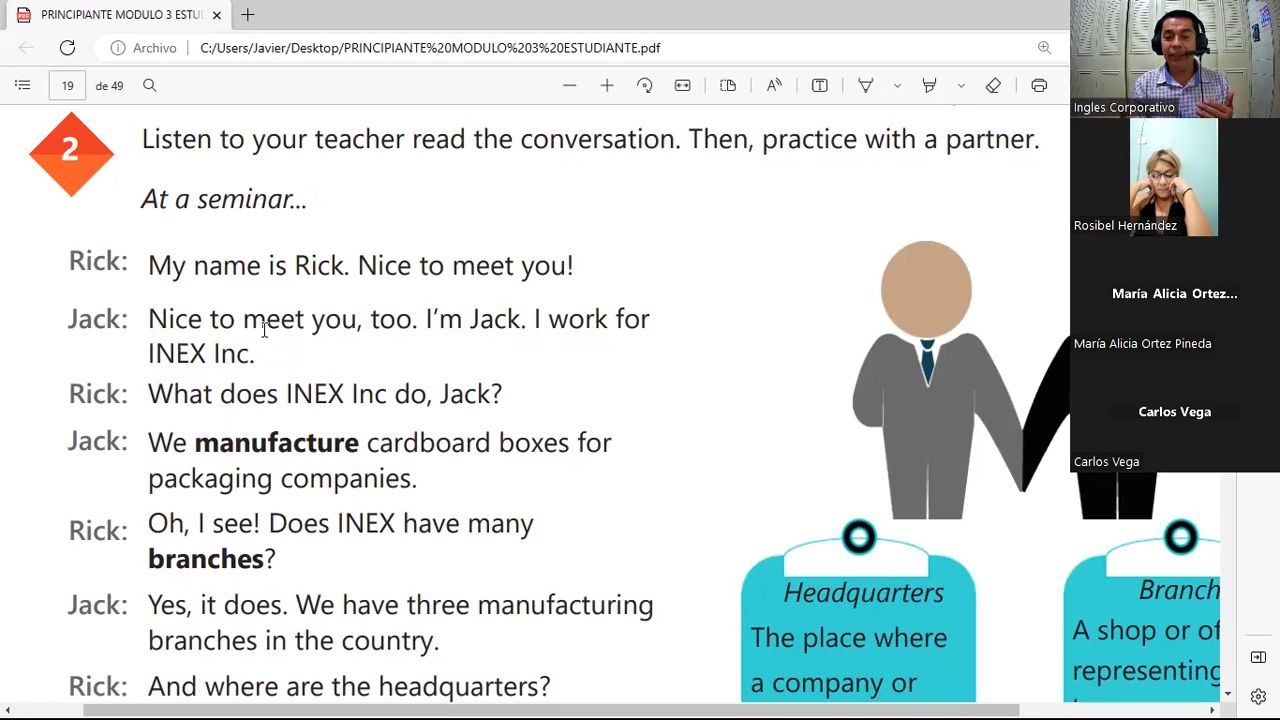 PRINCIPIANTE MODULO 3 ESTU
Archivo
C:/Users/Javier/Desktop/PRINCIPIANTE%20MODULO%203%20ESTUDIANTE.pdf
19
de 49
2
Listen to your teacher read the conversation. Then, practice with a partner.
At a seminar...
Rick: My name is Rick. Nice to meet you!
Jack: Nice to meet you, too. I'm Jack. I work for
INEX Inc.
Rick: What does INEX Inc do, Jack?
Jack: We manufacture cardboard boxes for
packaging companies.
Rick: Oh, I see! Does INEX have many
branches?
Jack: Yes, it does. We have three manufacturing
branches in the country.
Rick: And where are the headquarters?
Headquarters
The place where
a company or
Branch
A shop or of
representing
Ingles Corporativo
Rosibel Hernández
María Alicia Ortez...
María Alicia Ortez Pineda
Carlos Vega
Carlos Vega